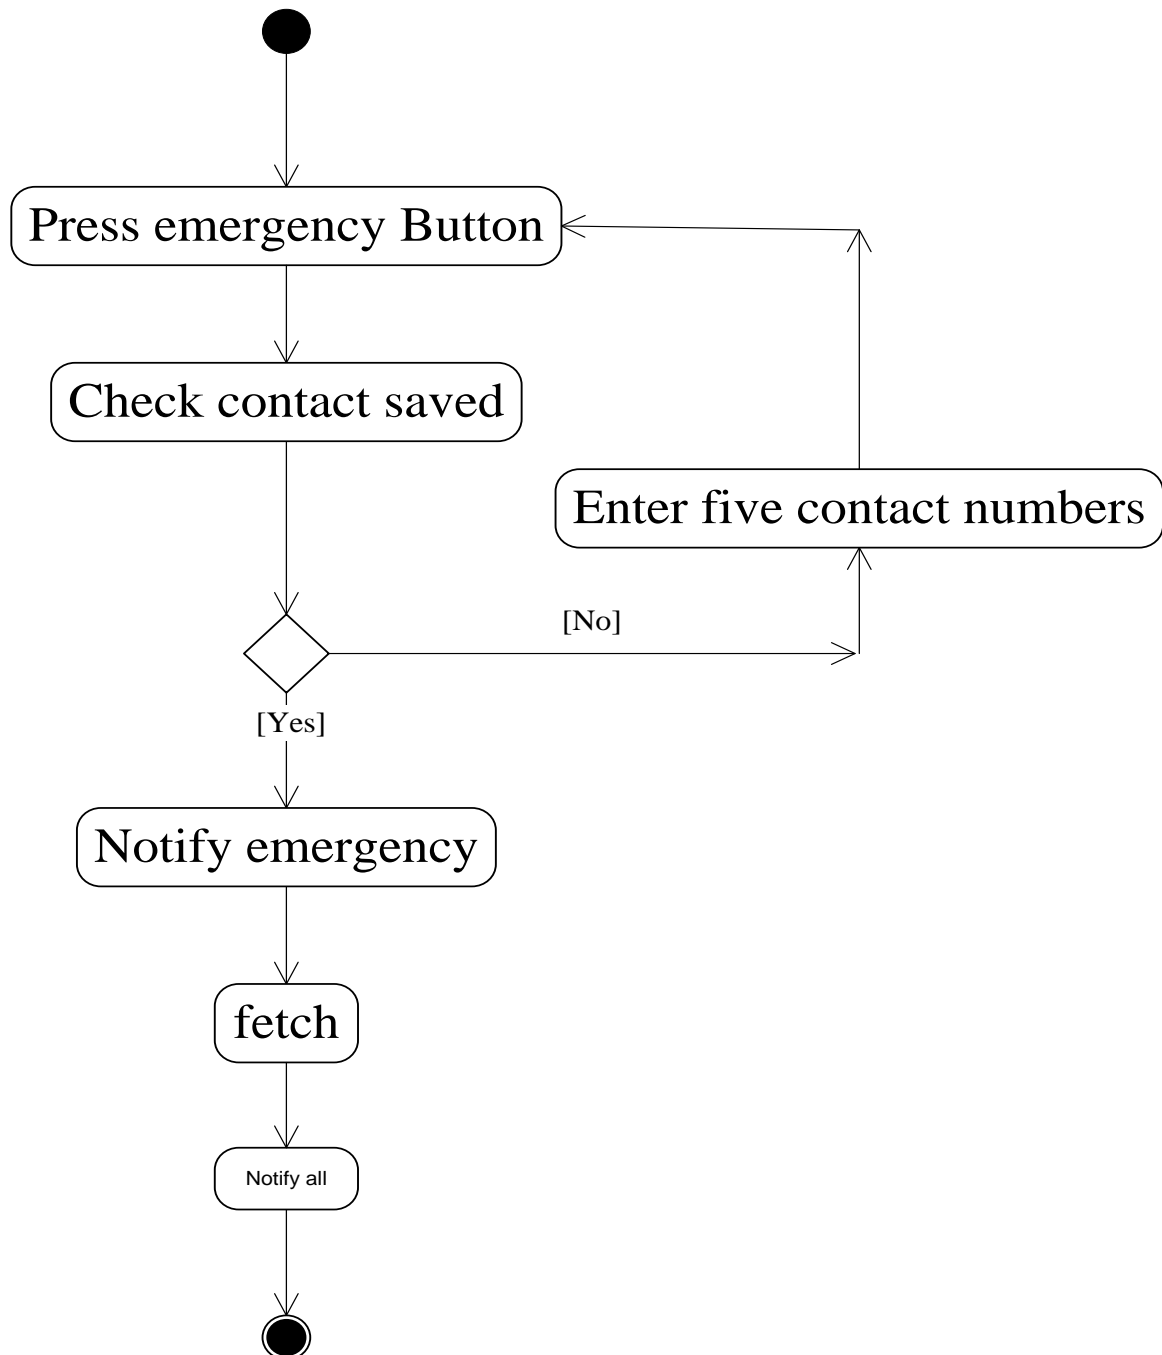 Press emergency Button
Check contact saved
Enter five contact numbers
[No]
[Yes]
Notify emergency
fetch
Notify all